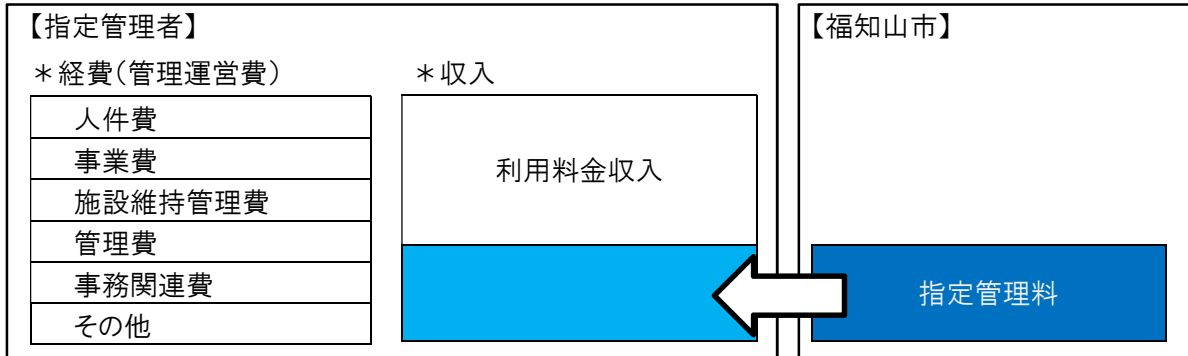 【指定管理者】
＊経費（管理運営費）
人件費
事業費
施設維持管理費
管理費
事務関連費
その他
＊収入
利用料金収入
【福知山市】
指定管理料